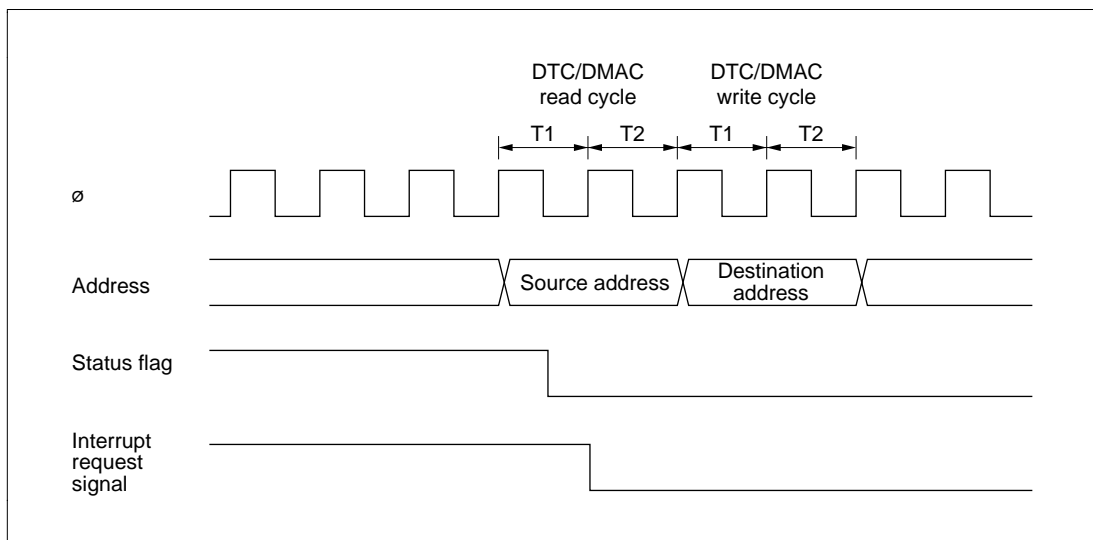 DTC/DMAC
read cycle
DTC/DMAC
write cycle
T1
T2
T1
T2
ø
Address
Source address
Destination
address
Status flag
Interrupt
request
signal